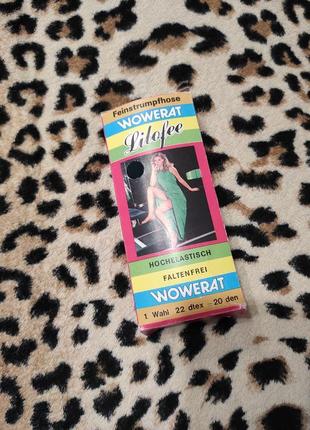 Feinstrumpfhose
WOWERAT
Lilofee
HOCHELASTISCH
FALTENFREI
WOWERAT
1 Wahl 22 dtex - 20 den